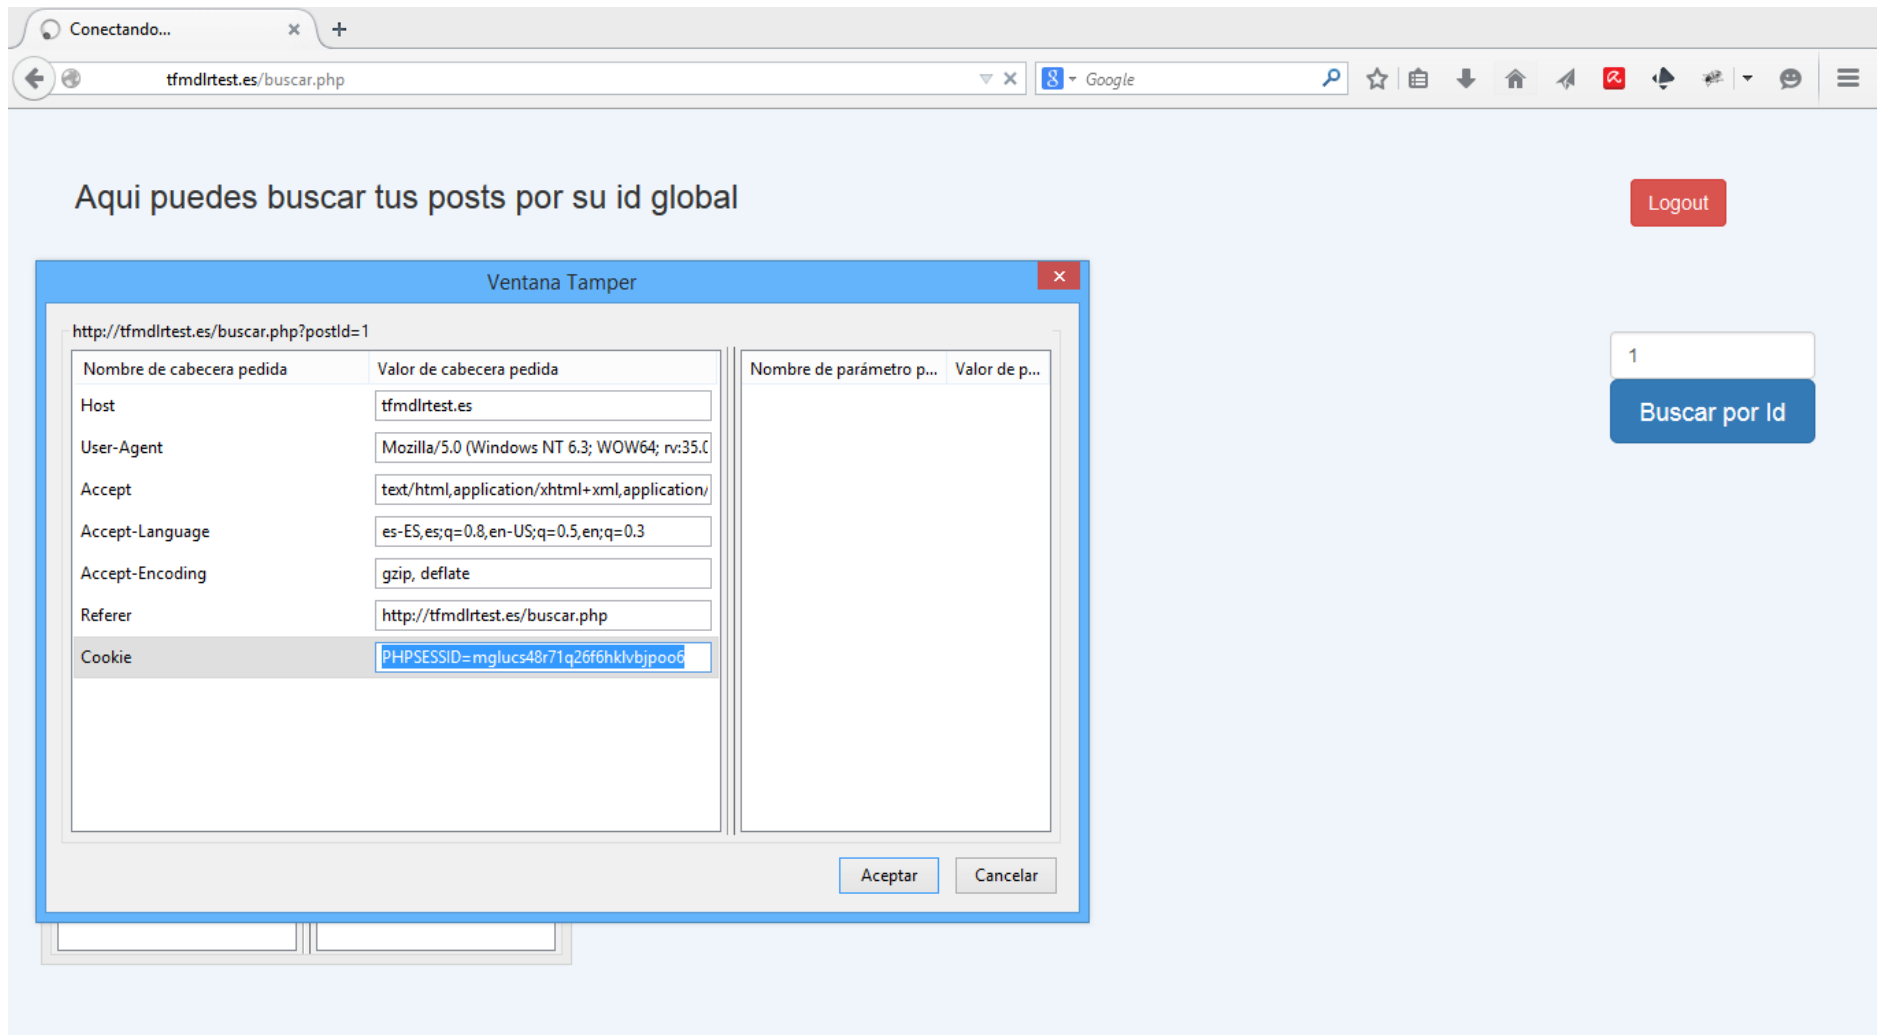 Conectando...
tfmdlrtest.es/buscar.php
Google
Aqui puedes buscar tus posts por su id global
Logout
Ventana Tamper
http://tfmdlrtest.es/buscar.php?postId=1
Nombre de cabecera pedida Valor de cabecera pedida Nombre de parámetro p... Valor de p...
Host tfmdlrtest.es
User-Agent Mozilla/5.0 (Windows NT 6.3; WOW64; rv:35.0
Accept text/html,application/xhtml+xml,application/
Accept-Language es-ES,es;q=0.8,en-US;q=0.5,en;q=0.3
Accept-Encoding gzip, deflate
Referer http://tfmdlrtest.es/buscar.php
Cookie PHPSESSID=mglucs48r71q26f6hklvbjpoo6
1
Buscar por Id
Aceptar Cancelar